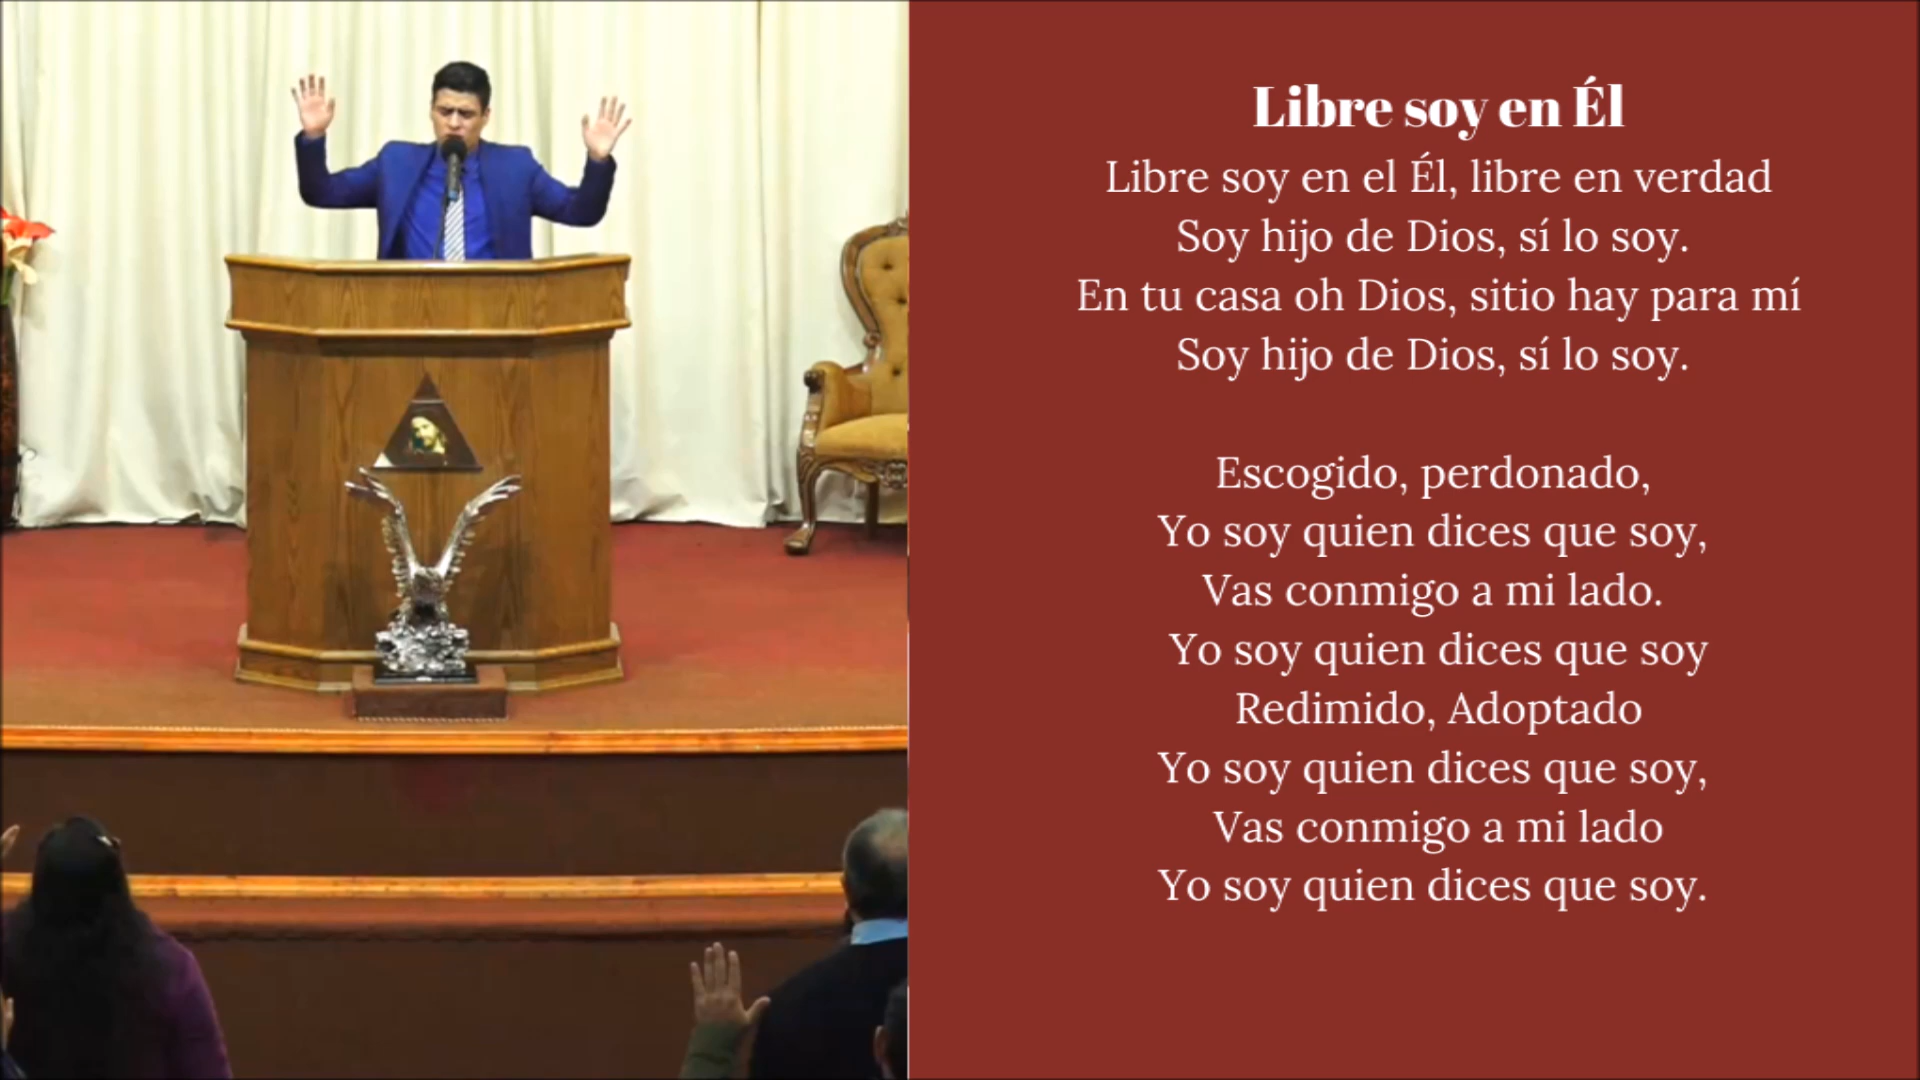 Libre soy en Él
Libre soy en el Él, libre en verdad
Soy hijo de Dios, sí lo soy.
En tu casa oh Dios, sitio hay para mí
Soy hijo de Dios, sí lo soy.
Escogido, perdonado,
Yo soy quien dices que soy,
Vas conmigo a mi lado.
Yo soy quien dices que soy
Redimido, Adoptado
Yo soy quien dices que soy,
Vas conmigo a mi lado
Yo soy quien dices que soy.